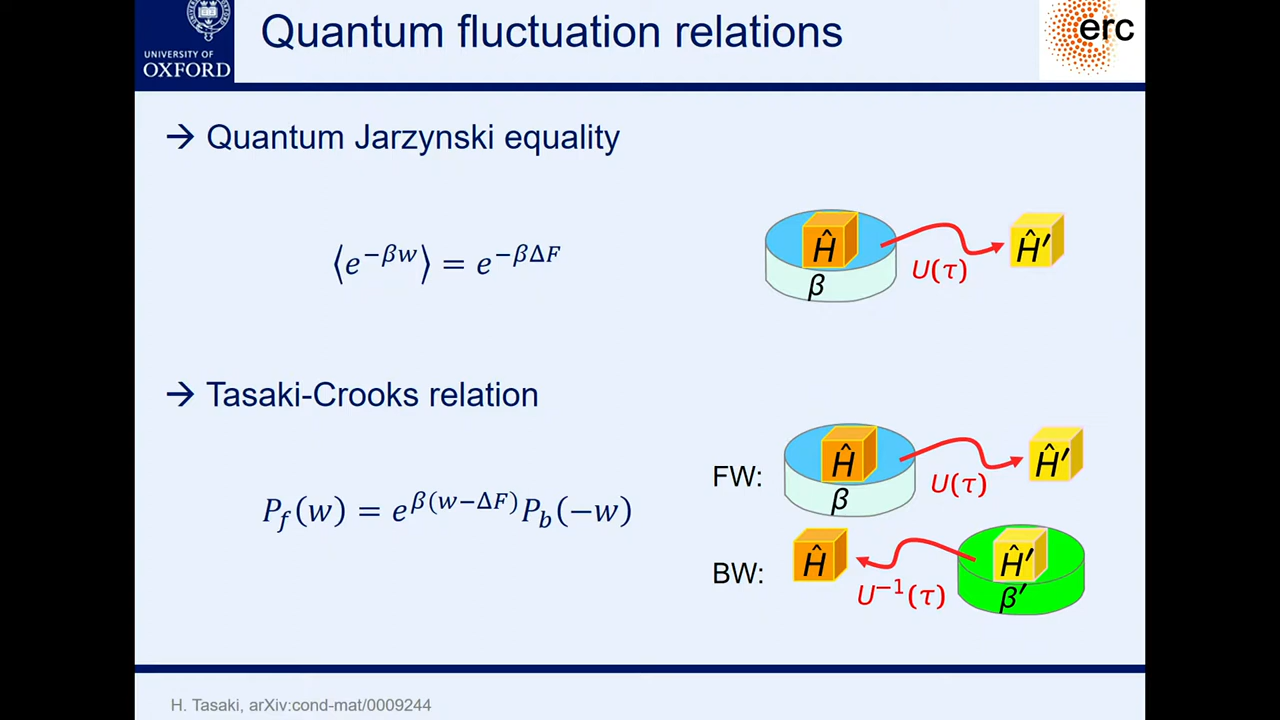 UNIVERSITY OF
OXFORD
Quantum fluctuation relations
erc
→ Quantum Jarzynski equality
⟨e^{−βw}⟩ = e^{−βΔF}
Ĥ
β
U(τ)
Ĥ′
→ Tasaki-Crooks relation
P_f(w) = e^{β(w−ΔF)}P_b(−w)
FW:
Ĥ
β
U(τ)
Ĥ′
BW:
Ĥ
U⁻¹(τ)
Ĥ′
β′
H. Tasaki, arXiv:cond-mat/0009244